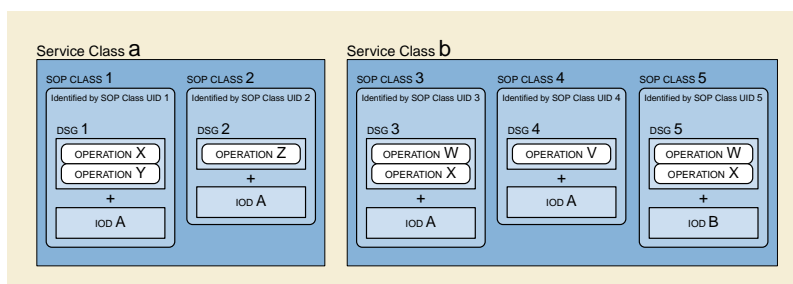 Service Class a
SOP CLASS 1
Identified by SOP Class UID 1
DSG 1
OPERATION X
OPERATION Y
+
IOD A
SOP CLASS 2
Identified by SOP Class UID 2
DSG 2
OPERATION Z
+
IOD A
Service Class b
SOP CLASS 3
Identified by SOP Class UID 3
DSG 3
OPERATION W
OPERATION X
+
IOD A
SOP CLASS 4
Identified by SOP Class UID 4
DSG 4
OPERATION V
+
IOD A
SOP CLASS 5
Identified by SOP Class UID 5
DSG 5
OPERATION W
OPERATION X
+
IOD B